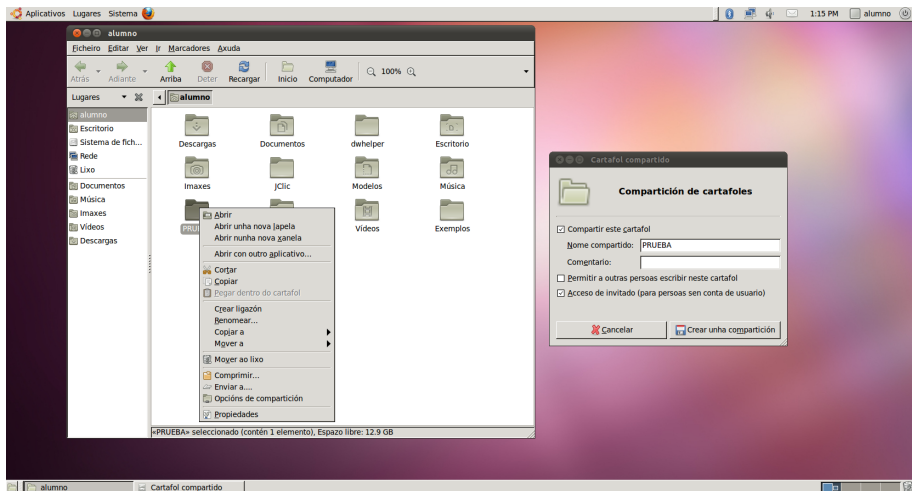 Aplicativos Lugares Sistema
1:15 PM alumno
alumno
Ficheiro Editar Ver Ir Marcadores Axuda
Atrás Adiante Arriba Deter Recargar Inicio Computador 100%
Lugares alumno
alumno
Escritorio
Sistema de fich...
Rede
Lixo
Documentos
Música
Imaxes
Vídeos
Descargas
Descargas Documentos dwhelper Escritorio
Imaxes JClic Modelos Música
Vídeos Exemplos
Abrir
Abrir unha nova lapela
Abrir nunha nova xanela
Abrir con outro aplicativo...
Cortar
Copiar
Pegar dentro do cartafol
Crear ligazón
Renomear...
Copiar a
Mover a
Mover ao lixo
Comprimir...
Enviar a....
Opcións de compartición
Propiedades
«PRUEBA» seleccionado (contén 1 elemento), Espazo libre: 12.9 GB
Cartafol compartido
Compartición de cartafoles
Compartir este cartafol
Nome compartido: PRUEBA
Comentario:
Permitir a outras persoas escribir neste cartafol
Acceso de invitado (para persoas sen conta de usuario)
Cancelar Crear unha compartición
alumno Cartafol compartido